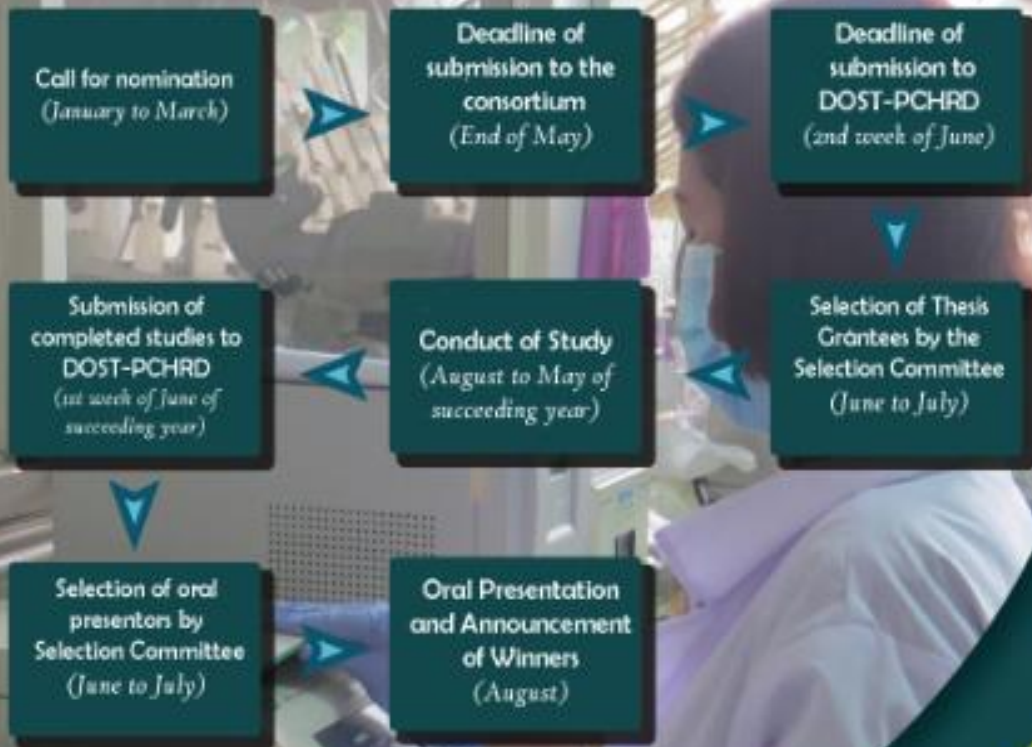 Call for nomination
(January to March)
Deadline of
submission to the
consortium
(End of May)
Deadline of
submission to
DOST-PCHRD
(2nd week of June)
Selection of Thesis
Grantees by the
Selection Committee
(June to July)
Conduct of Study
(August to May of
succeeding year)
Submission of
completed studies to
DOST-PCHRD
(1st week of June of
succeeding year)
Selection of oral
presentors by
Selection Committee
(June to July)
Oral Presentation
and Announcement
of Winners
(August)